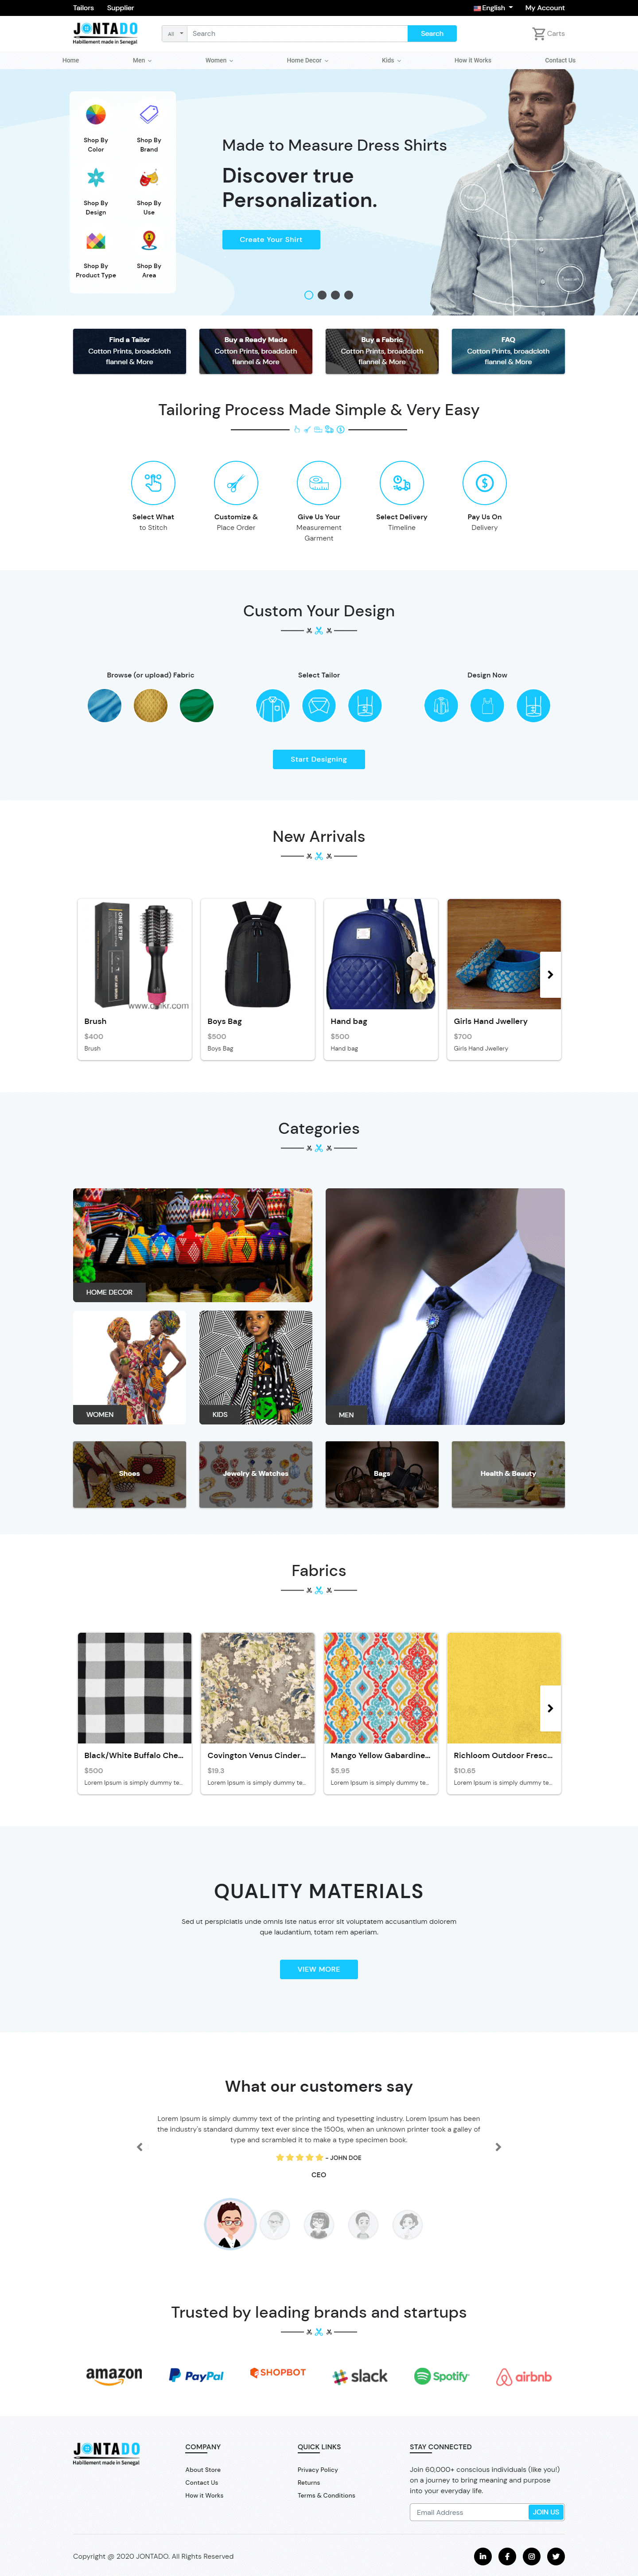 Tailors Supplier English My Account
JONTADO
Habillement made in Senegal
All Search Search Carts
Home Men Women Home Decor Kids How it Works Contact Us
Shop By
Color
Shop By
Brand
Shop By
Design
Shop By
Use
Shop By
Product Type
Shop By
Area
Made to Measure Dress Shirts
Discover true
Personalization.
Create Your Shirt
Find a Tailor
Cotton Prints, broadcloth
flannel & More
Buy a Ready Made
Cotton Prints, broadcloth
flannel & More
Buy a Fabric
Cotton Prints, broadcloth
flannel & More
FAQ
Cotton Prints, broadcloth
flannel & More
Tailoring Process Made Simple & Very Easy
Select What
to Stitch
Customize &
Place Order
Give Us Your
Measurement
Garment
Select Delivery
Timeline
Pay Us On
Delivery
Custom Your Design
Browse (or upload) Fabric
Select Tailor
Design Now
Start Designing
New Arrivals
ONE STEP
Brush
$400
Brush
Boys Bag
$500
Boys Bag
Hand bag
$500
Hand bag
Girls Hand Jwellery
$700
Girls Hand Jwellery
Categories
HOME DECOR
WOMEN
KIDS
MEN
Shoes
Jewelry & Watches
Bags
Health & Beauty
Fabrics
Black/White Buffalo Che...
$500
Lorem Ipsum is simply dummy te...
Covington Venus Cinder...
$19.3
Lorem Ipsum is simply dummy te...
Mango Yellow Gabardine...
$5.95
Lorem Ipsum is simply dummy te...
Richloom Outdoor Fresc...
$10.65
Lorem Ipsum is simply dummy te...
QUALITY MATERIALS
Sed ut perspiciatis unde omnis iste natus error sit voluptatem accusantium dolorem
que laudantium, totam rem aperiam.
VIEW MORE
What our customers say
Lorem Ipsum is simply dummy text of the printing and typesetting industry. Lorem Ipsum has been
the industry's standard dummy text ever since the 1500s, when an unknown printer took a galley of
type and scrambled it to make a type specimen book.
- JOHN DOE
CEO
Trusted by leading brands and startups
amazon
PayPal
SHOPBOT
slack
Spotify
airbnb
JONTADO
Habillement made in Senegal
COMPANY
About Store
Contact Us
How it Works
QUICK LINKS
Privacy Policy
Returns
Terms & Conditions
STAY CONNECTED
Join 60,000+ conscious individuals (like you!)
on a journey to bring meaning and purpose
into your everyday life.
Email Address JOIN US
Copyright @ 2020 JONTADO. All Rights Reserved